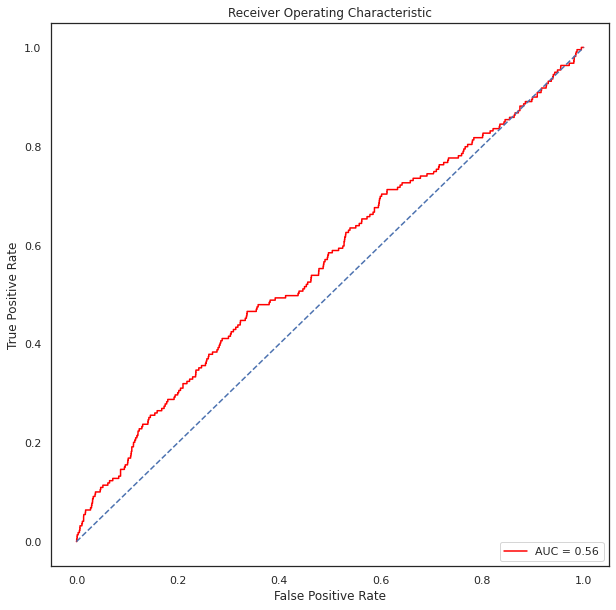 Receiver Operating Characteristic
True Positive Rate
1.0
0.8
0.6
0.4
0.2
0.0
0.0 0.2 0.4 0.6 0.8 1.0
False Positive Rate
AUC = 0.56